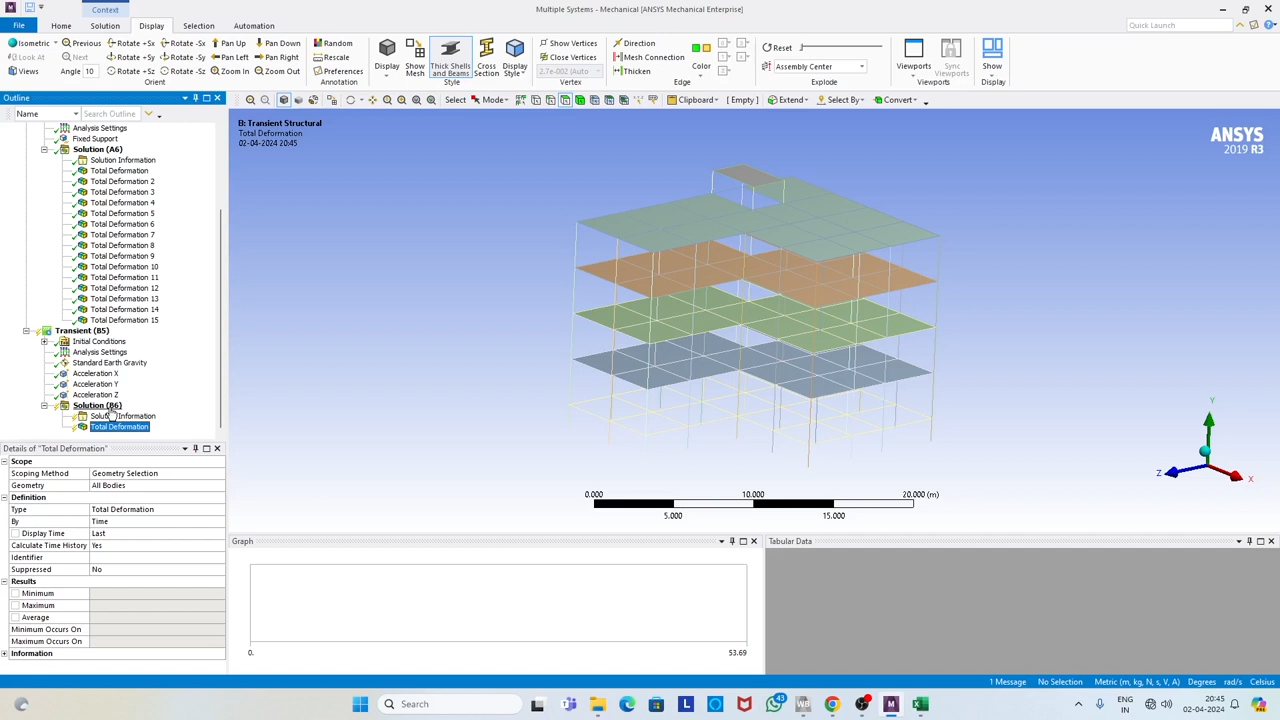 Context
Multiple Systems - Mechanical [ANSYS Mechanical Enterprise]
File Home Solution Display Selection Automation
Quick Launch
Isometric Previous Rotate +Sx Rotate -Sx Pan Up Pan Down
Look At Pan Left Rotate +Sy Rotate -Sy Pan Left Pan Right
Views Angle 10 Rotate +Sz Rotate -Sz Zoom In Zoom Out
Orient
Random
Rescale
Preferences
Annotation
Display
Show Mesh
Thick Shells and Beams
Cross Section
Display Style
Style
Show Vertices
Close Vertices
2.7e-002 (Auto
Vertex
Direction
Mesh Connection
Thicken
Color
Edge
Reset
Assembly Center
Explode
Viewports
Sync Viewports
Viewports
Show
Display
Outline
Select Mode Clipboard [ Empty ] Extend Select By Convert
Name Search Outline
Analysis Settings
Fixed Support
Solution (A6)
Solution Information
Total Deformation
Total Deformation 2
Total Deformation 3
Total Deformation 4
Total Deformation 5
Total Deformation 6
Total Deformation 7
Total Deformation 8
Total Deformation 9
Total Deformation 10
Total Deformation 11
Total Deformation 12
Total Deformation 13
Total Deformation 14
Total Deformation 15
Transient (B5)
Initial Conditions
Analysis Settings
Standard Earth Gravity
Acceleration X
Acceleration Y
Acceleration Z
Solution (B6)
Solution Information
Total Deformation
B: Transient Structural
Total Deformation
02-04-2024 20:45
ANSYS
2019 R3
Y
Z
X
0.000 10.000 20.000 (m)
5.000 15.000
Details of "Total Deformation"
Scope
Scoping Method Geometry Selection
Geometry All Bodies
Definition
Type Total Deformation
By Time
Display Time Last
Calculate Time History Yes
Identifier
Suppressed No
Results
Minimum
Maximum
Average
Minimum Occurs On
Maximum Occurs On
Information
Graph
0. 53.69
Tabular Data
1 Message No Selection Metric (m, kg, N, s, V, A) Degrees rad/s Celsius
Search
43
ENG
IN
20:45
02-04-2024